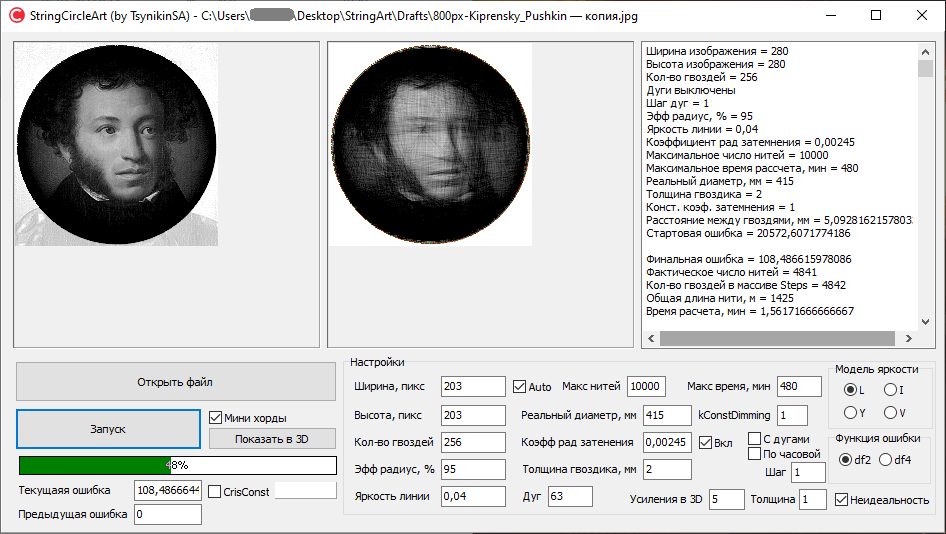 StringCircleArt (by TsynikinSA) - C:\Users\ \Desktop\StringArt\Drafts\800px-Kiprensky_Pushkin — копия.jpg
Ширина изображения = 280
Высота изображения = 280
Кол-во гвоздей = 256
Дуги выключены
Шаг дуг = 1
Эфф радиус, % = 95
Яркость линии = 0,04
Коэффициент рад затемнения = 0,00245
Максимальное число нитей = 10000
Максимальное время рассчета, мин = 480
Реальный диаметр, мм = 415
Толщина гвоздика = 2
Конст. коэф. затемнения = 1
Расстояние между гвоздями, мм = 5,0928162157803
Стартовая ошибка = 20572,6071774186
Финальная ошибка = 108,486615978086
Фактическое число нитей = 4841
Кол-во гвоздей в массиве Steps = 4842
Общая длина нити, м = 1425
Время расчета, мин = 1,56171666666667
Открыть файл
Запуск
Мини хорды
Показать в 3D
48%
Текущаяя ошибка 108,4866644
CrisConst
Предыдущая ошибка 0
Настройки
Ширина, пикс 203 Auto Макс нитей 10000 Макс время, мин 480
Высота, пикс 203 Реальный диаметр, мм 415 kConstDimming 1
Кол-во гвоздей 256 Коэфф рад затенения 0,00245 Вкл С дугами
По часовой
Эфф радиус, % 95 Толщина гвоздика, мм 2 Шаг 1
Яркость линии 0,04 Дуг 63 Усиления в 3D 5 Толщина 1 Неидеальность
Модель яркости
L I
Y V
Функция ошибки
df2 df4